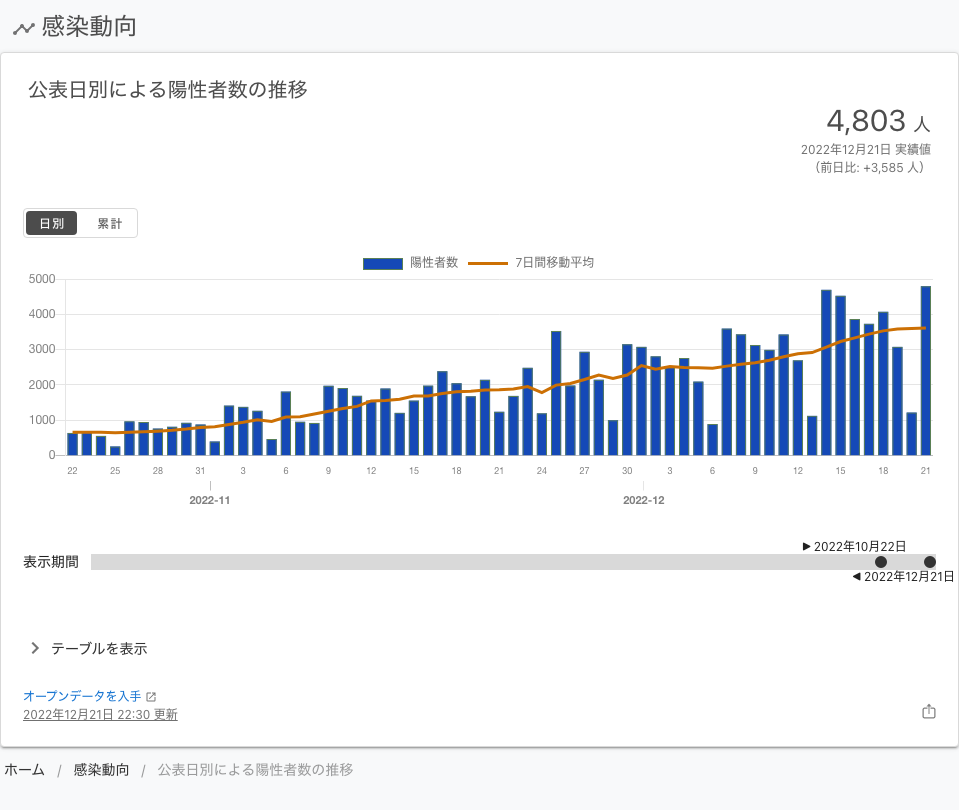 感染動向
公表日別による陽性者数の推移
4,803 人
2022年12月21日 実績値
（前日比: +3,585 人）
日別 累計
陽性者数 7日間移動平均
5000
4000
3000
2000
1000
0
22 25 28 31 3 6 9 12 15 18 21 24 27 30 3 6 9 12 15 18 21
2022-11 2022-12
2022年10月22日
表示期間
2022年12月21日
テーブルを表示
オープンデータを入手
2022年12月21日 22:30 更新
ホーム / 感染動向 / 公表日別による陽性者数の推移